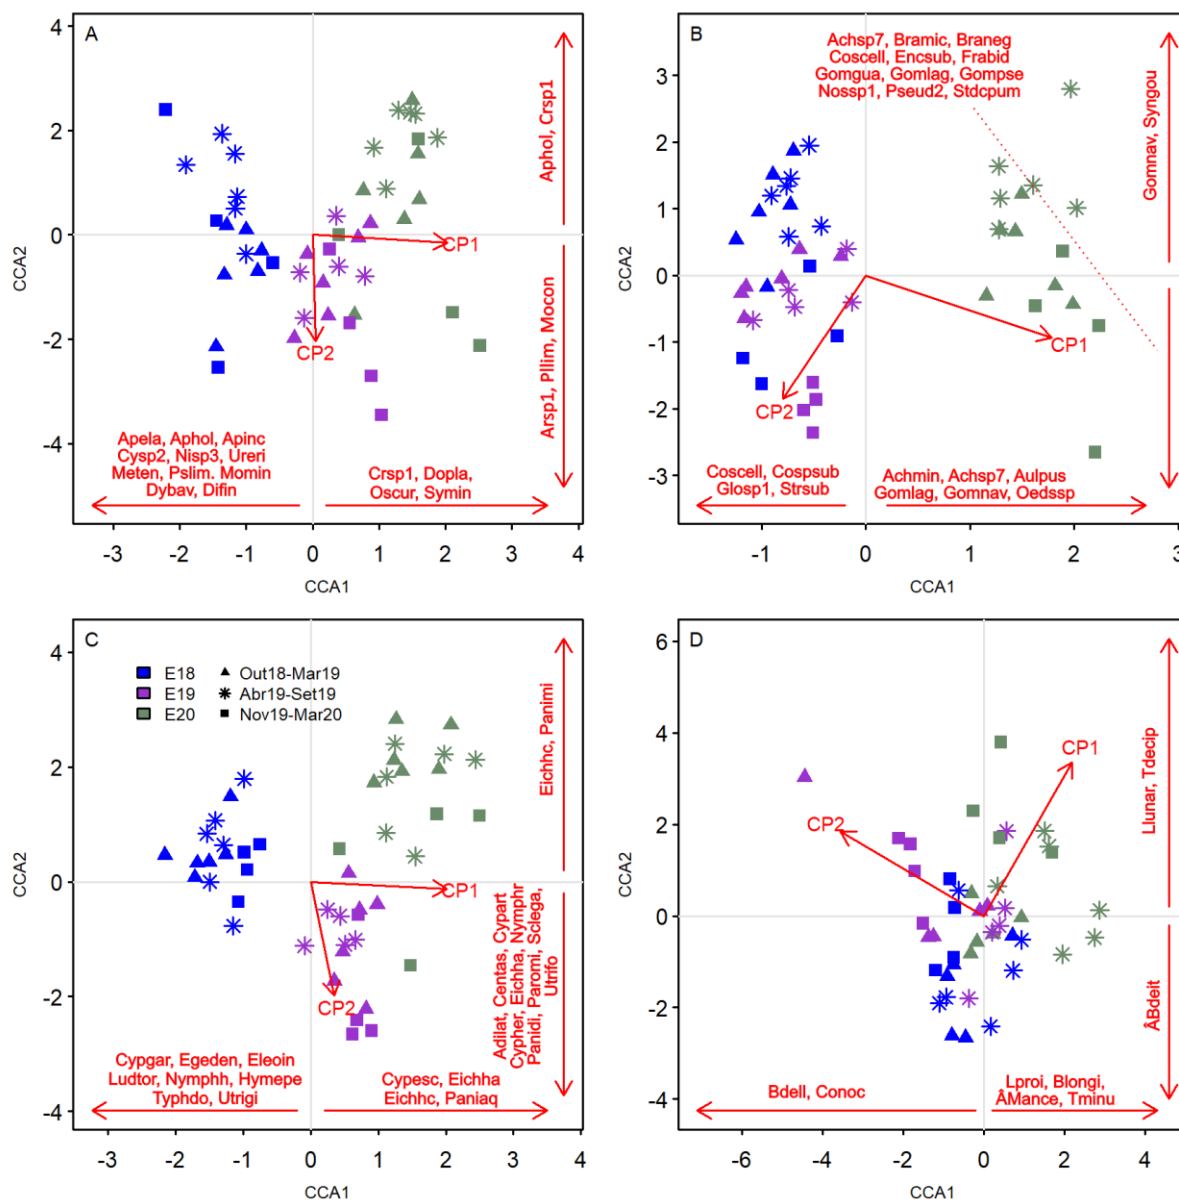 A
4
2
0
-2
-4
CCA2
-3
-2
-1
0
1
2
3
4
CCA1
CP1
CP2
Aphol, Crsp1
Arsp1, Pllim, Mocon
Apela, Aphol, Apinc
Cysp2, Nisp3, Ureri
Meten, Pslim. Momin
Dybav, Difin
Crsp1, Dopla,
Oscur, Symin
B
3
2
1
0
-1
-2
-3
CCA2
-1
0
1
2
3
CCA1
CP1
CP2
Achsp7, Bramic, Braneg
Coscell, Encsub, Frabid
Gomgua, Gomlag, Gompse
Nossp1, Pseud2, Stdcpum
Gomnav, Syngou
Coscell, Cospsub
Glosp1, Strsub
Achmin, Achsp7, Aulpus
Gomlag, Gomnav, Oedssp
C
E18
E19
E20
Out18-Mar19
Abr19-Set19
Nov19-Mar20
4
2
0
-2
-4
CCA2
-3
-2
-1
0
1
2
3
4
CCA1
CP1
CP2
Eichhc, Panimi
Adilat, Centas, Cypart
Cypher, Eichha, Nymphr
Panidi, Paromi, Sclega,
Utrifo
Cypgar, Egeden, Eleoin
Ludtor, Nymphh, Hymepe
Typhdo, Utrigi
Cypesc, Eichha
Eichhc, Paniaq
D
6
4
2
0
-2
-4
CCA2
-6
-4
-2
0
2
4
CCA1
CP1
CP2
Llunar, Tdecip
ÂBdeit
Bdell, Conoc
Lproi, Blongi,
ÂMance, Tminu